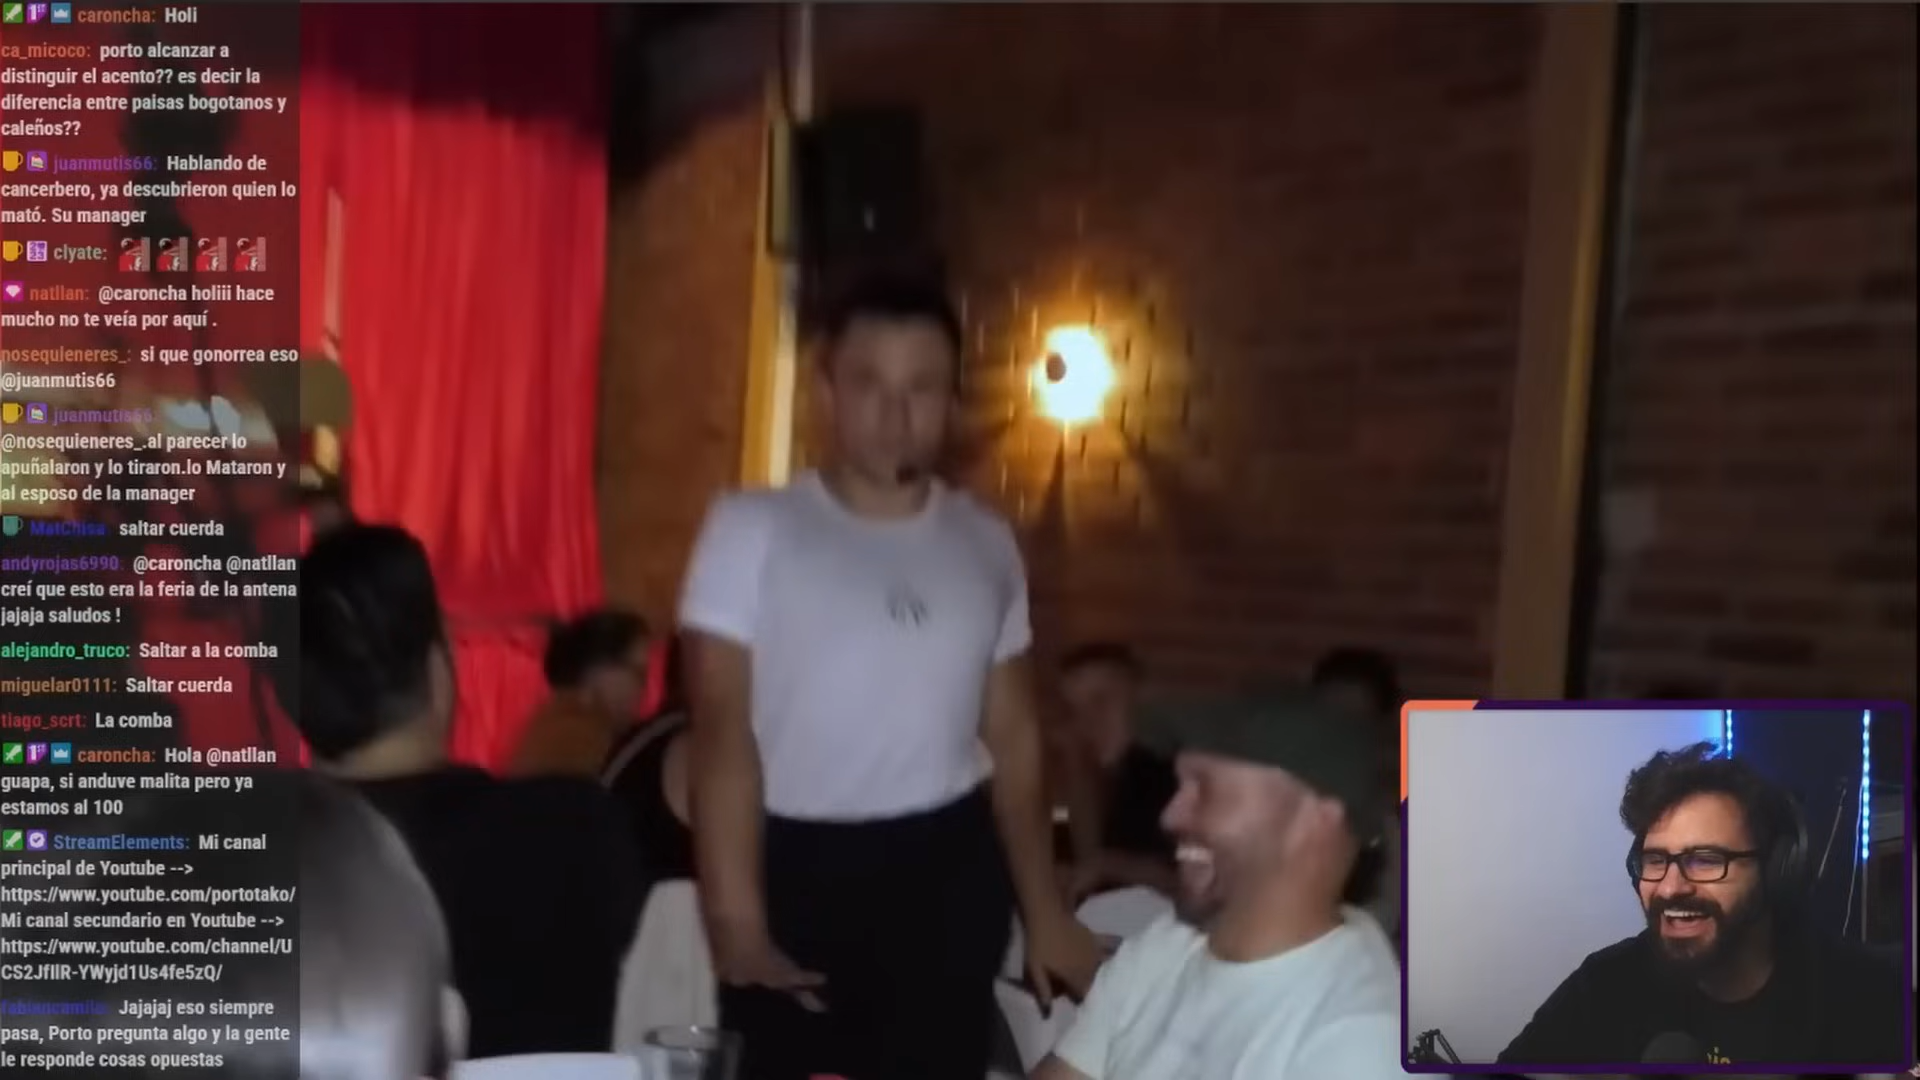 caroncha: Holi
ca_micoco: porto alcanzar a
distinguir el acento?? es decir la
diferencia entre paisas bogotanos y
caleños??
juanmutis66: Hablando de
cancerbero, ya descubrieron quien lo
mató. Su manager
clyate:
natllan: @caroncha holiii hace
mucho no te veía por aquí .
nosequieneres_: si que gonorrea eso
@juanmutis66
juanmutis66:
@nosequieneres_.al parecer lo
apuñalaron y lo tiraron.lo Mataron y
al esposo de la manager
MatChisa: saltar cuerda
andyrojas6990: @caroncha @natllan
creí que esto era la feria de la antena
jajaja saludos !
alejandro_truco: Saltar a la comba
miguelar0111: Saltar cuerda
tiago_scrt: La comba
caroncha: Hola @natllan
guapa, si anduve malita pero ya
estamos al 100
StreamElements: Mi canal
principal de Youtube -->
https://www.youtube.com/portotako/
Mi canal secundario en Youtube -->
https://www.youtube.com/channel/U
CS2JfIlR-YWyjd1Us4fe5zQ/
fabiancamilo: Jajajaj eso siempre
pasa, Porto pregunta algo y la gente
le responde cosas opuestas